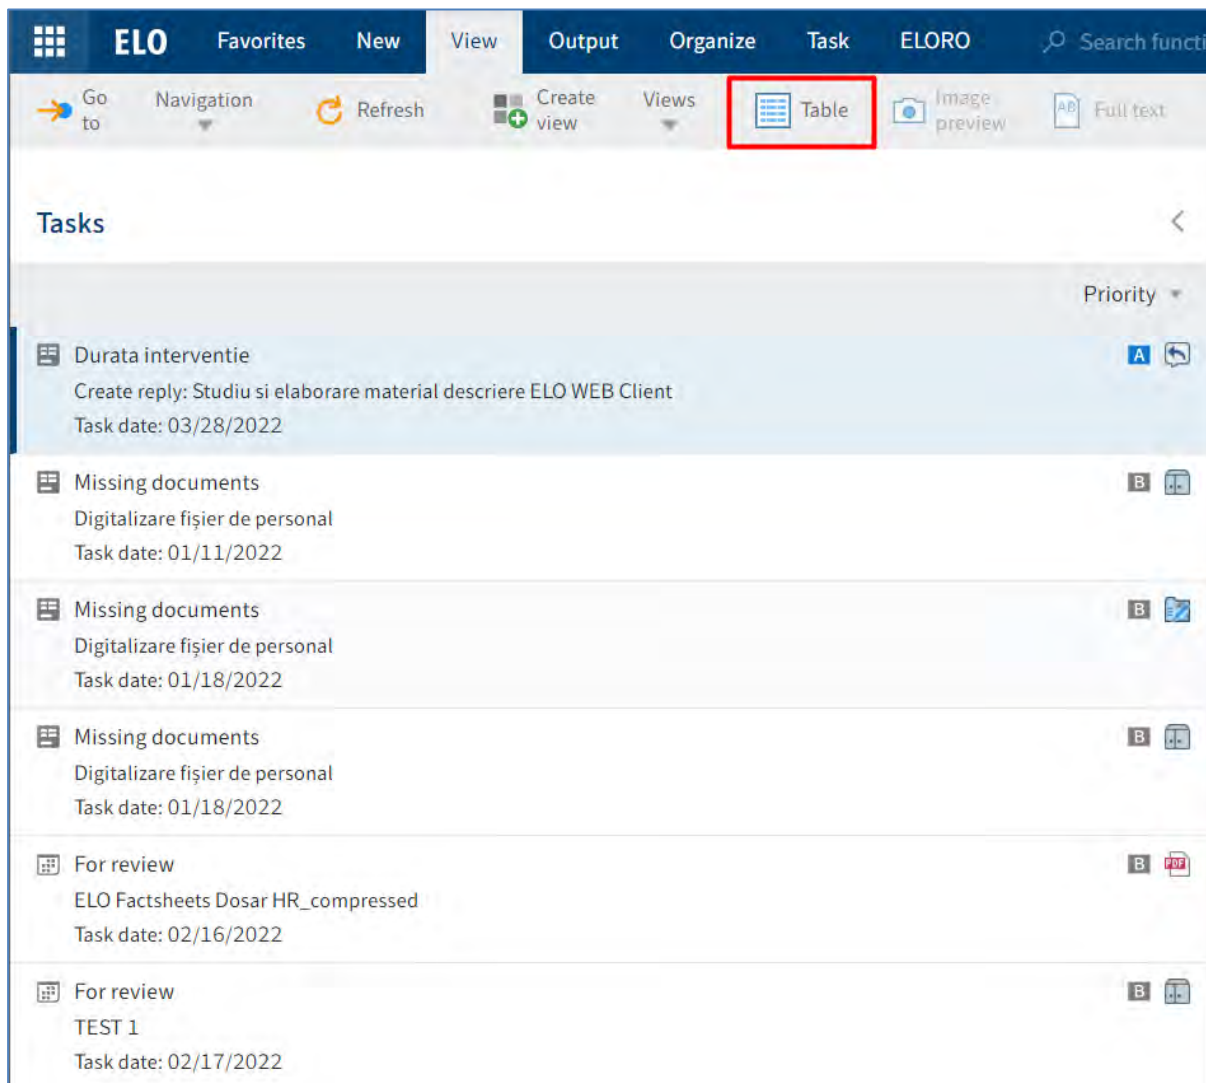 ELO Favorites New View Output Organize Task ELORO Search functi
Go to Navigation Refresh Create view Views Table Image preview Full text
Tasks
Priority
Durata interventie A
Create reply: Studiu si elaborare material descriere ELO WEB Client
Task date: 03/28/2022
Missing documents B
Digitalizare fișier de personal
Task date: 01/11/2022
Missing documents B
Digitalizare fișier de personal
Task date: 01/18/2022
Missing documents B
Digitalizare fișier de personal
Task date: 01/18/2022
For review B PDF
ELO Factsheets Dosar HR_compressed
Task date: 02/16/2022
For review B
TEST 1
Task date: 02/17/2022